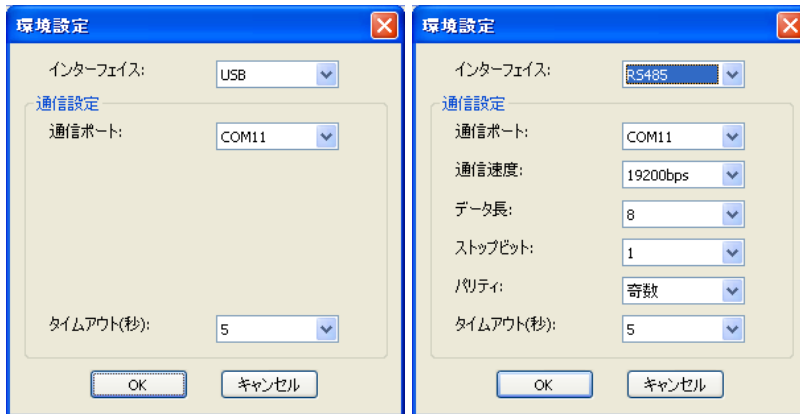 環境設定
インターフェイス: USB
通信設定
通信ポート: COM11
タイムアウト(秒): 5
OK キャンセル
環境設定
インターフェイス: RS485
通信設定
通信ポート: COM11
通信速度: 19200bps
データ長: 8
ストップビット: 1
パリティ: 奇数
タイムアウト(秒): 5
OK キャンセル